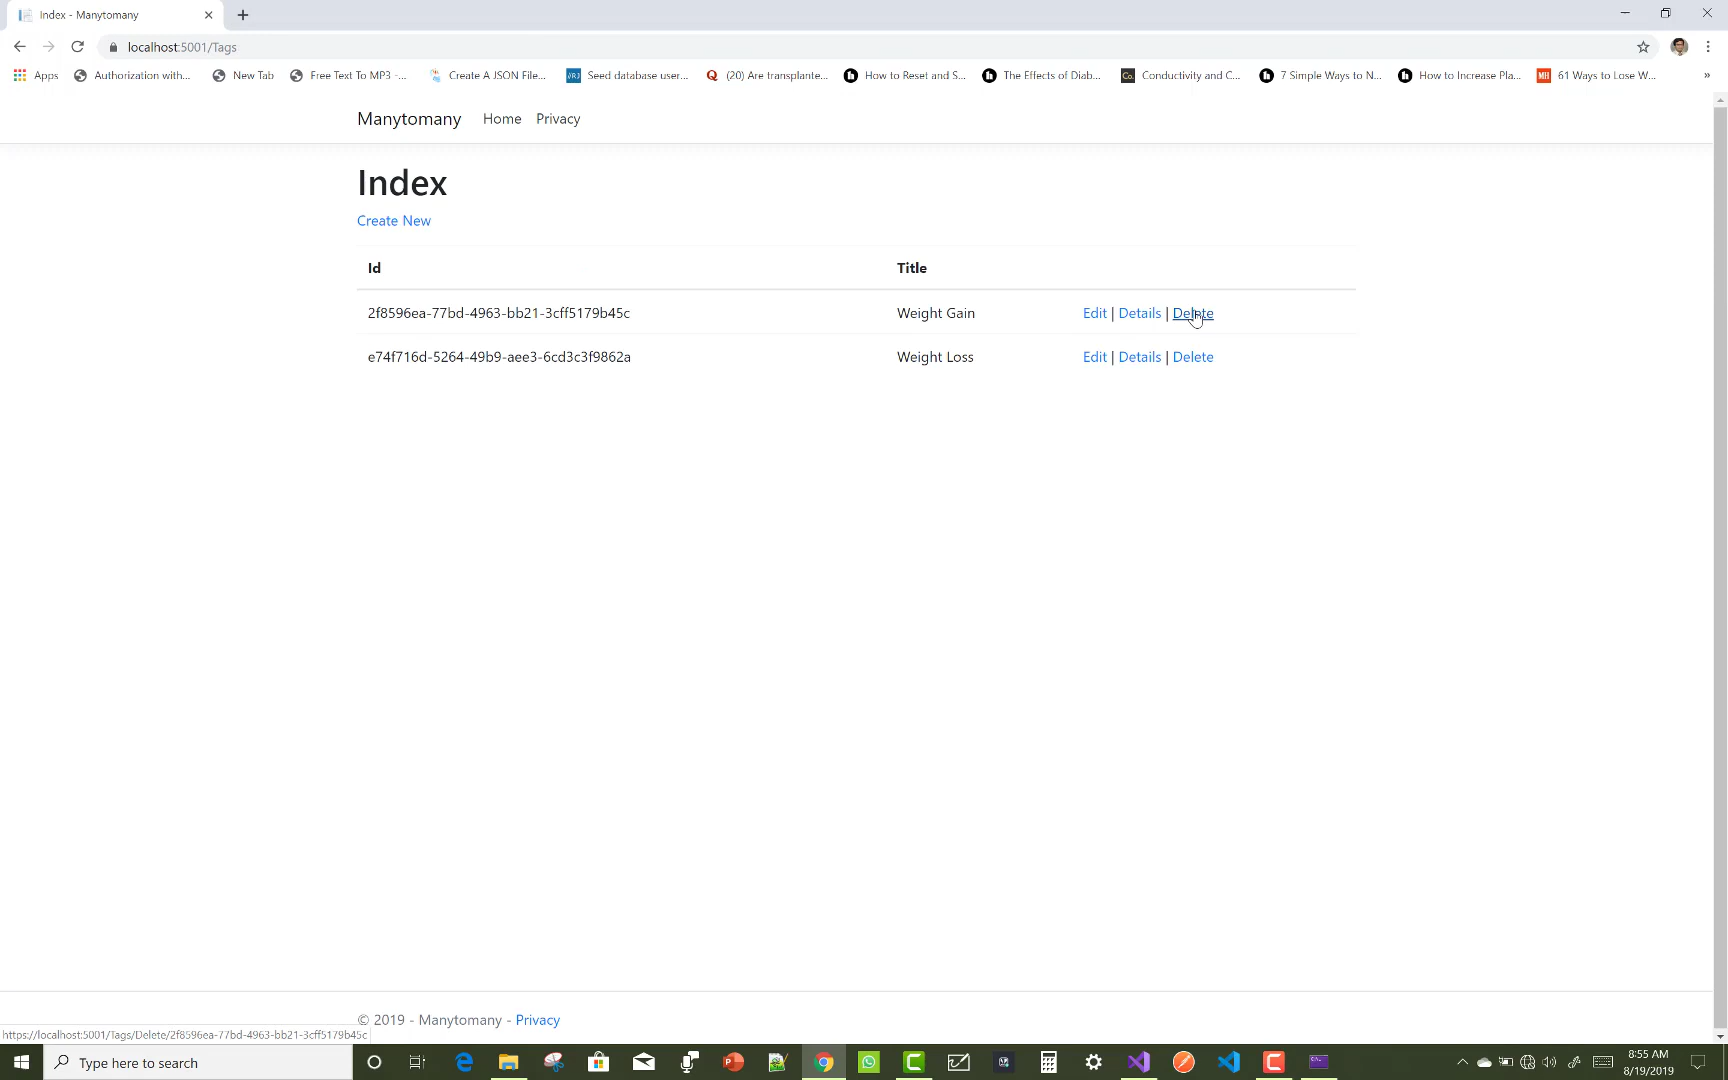 Index - Manytomany
localhost:5001/Tags
Apps Authorization with... New Tab Free Text To MP3 -... Create A JSON File... Seed database user... (20) Are transplante... How to Reset and S... The Effects of Diab... Co. Conductivity and C... 7 Simple Ways to N... How to Increase Pla... MH 61 Ways to Lose W... »
Manytomany Home Privacy
Index
Create New
Id Title
2f8596ea-77bd-4963-bb21-3cff5179b45c Weight Gain Edit | Details | Delete
e74f716d-5264-49b9-aee3-6cd3c3f9862a Weight Loss Edit | Details | Delete
© 2019 - Manytomany - Privacy
https://localhost:5001/Tags/Delete/2f8596ea-77bd-4963-bb21-3cff5179b45c
Type here to search
8:55 AM
8/19/2019